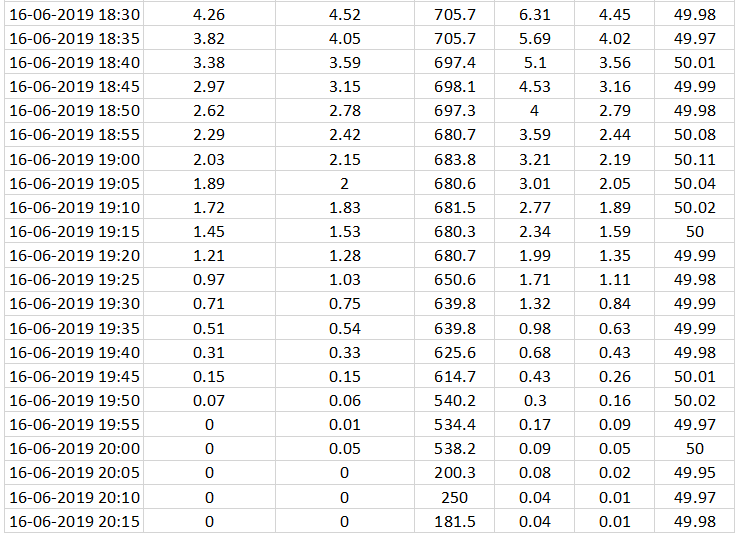 16-06-2019 18:30 4.26 4.52 705.7 6.31 4.45 49.98
16-06-2019 18:35 3.82 4.05 705.7 5.69 4.02 49.97
16-06-2019 18:40 3.38 3.59 697.4 5.1 3.56 50.01
16-06-2019 18:45 2.97 3.15 698.1 4.53 3.16 49.99
16-06-2019 18:50 2.62 2.78 697.3 4 2.79 49.98
16-06-2019 18:55 2.29 2.42 680.7 3.59 2.44 50.08
16-06-2019 19:00 2.03 2.15 683.8 3.21 2.19 50.11
16-06-2019 19:05 1.89 2 680.6 3.01 2.05 50.04
16-06-2019 19:10 1.72 1.83 681.5 2.77 1.89 50.02
16-06-2019 19:15 1.45 1.53 680.3 2.34 1.59 50
16-06-2019 19:20 1.21 1.28 680.7 1.99 1.35 49.99
16-06-2019 19:25 0.97 1.03 650.6 1.71 1.11 49.98
16-06-2019 19:30 0.71 0.75 639.8 1.32 0.84 49.99
16-06-2019 19:35 0.51 0.54 639.8 0.98 0.63 49.99
16-06-2019 19:40 0.31 0.33 625.6 0.68 0.43 49.98
16-06-2019 19:45 0.15 0.15 614.7 0.43 0.26 50.01
16-06-2019 19:50 0.07 0.06 540.2 0.3 0.16 50.02
16-06-2019 19:55 0 0.01 534.4 0.17 0.09 49.97
16-06-2019 20:00 0 0.05 538.2 0.09 0.05 50
16-06-2019 20:05 0 0 200.3 0.08 0.02 49.95
16-06-2019 20:10 0 0 250 0.04 0.01 49.97
16-06-2019 20:15 0 0 181.5 0.04 0.01 49.98